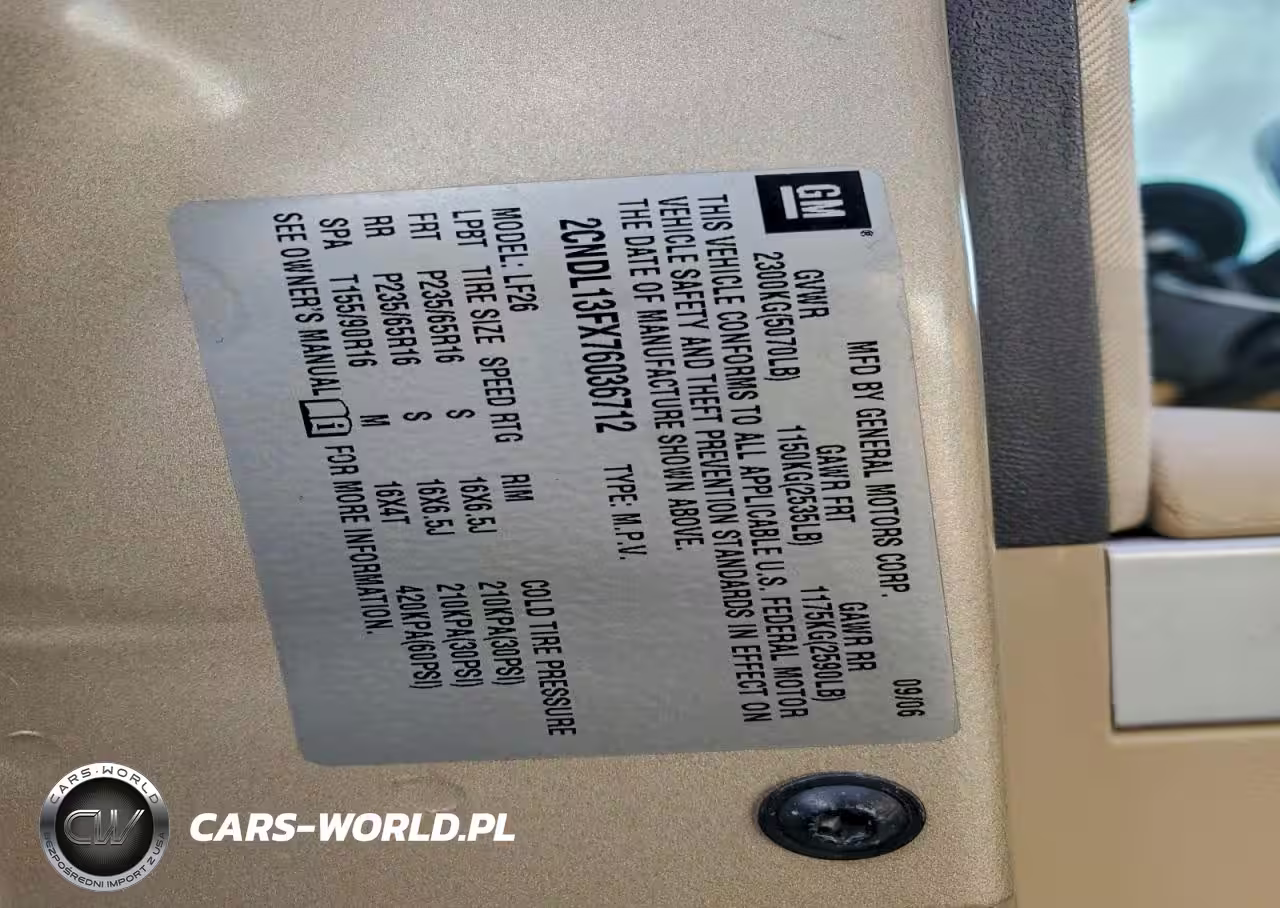 GM ®
MFD BY GENERAL MOTORS CORP. 09/06
GVWR GAWR FRT GAWR RR
2300KG(5070LB) 1150KG(2535LB) 1175KG(2590LB)
THIS VEHICLE CONFORMS TO ALL APPLICABLE U.S. FEDERAL MOTOR
VEHICLE SAFETY AND THEFT PREVENTION STANDARDS IN EFFECT ON
THE DATE OF MANUFACTURE SHOWN ABOVE.
2CNDL13FX76036712 TYPE: M.P.V.
MODEL: LF26
LPBT TIRE SIZE SPEED RTG RIM COLD TIRE PRESSURE
FRT P235/65R16 S 16X6.5J 210KPA(30PSI)
RR P235/65R16 S 16X6.5J 210KPA(30PSI)
SPA T155/90R16 M 16X4T 420KPA(60PSI)
SEE OWNER'S MANUAL i FOR MORE INFORMATION.
CARS-WORLD
CW
BEZPOŚREDNI IMPORT Z USA
CARS-WORLD.PL